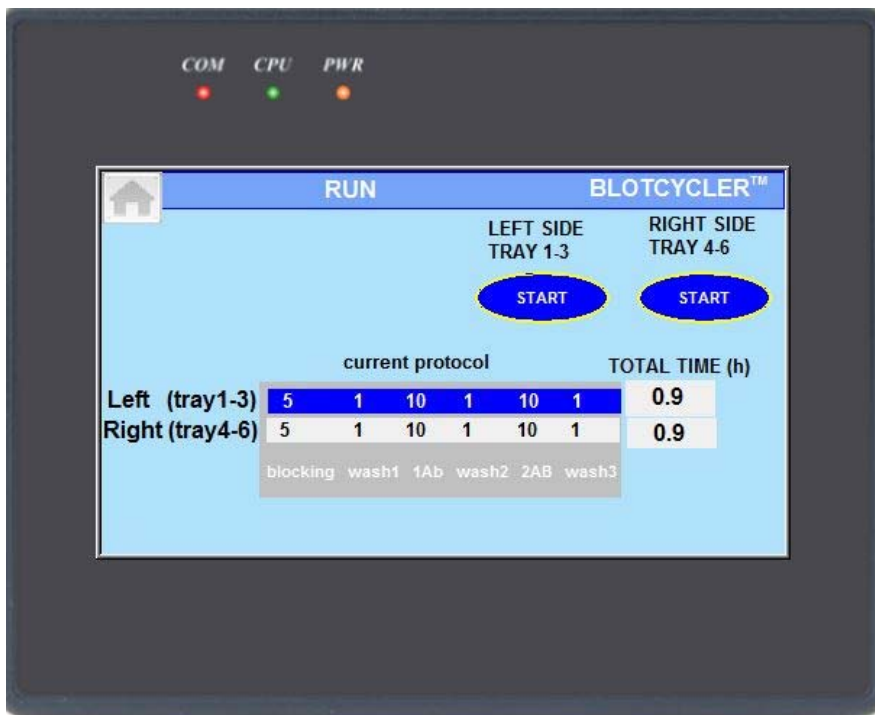 COM CPU PWR
RUN BLOTCYCLER™
LEFT SIDE RIGHT SIDE
TRAY 1-3 TRAY 4-6
START START
current protocol TOTAL TIME (h)
Left (tray1-3) 5 1 10 1 10 1 0.9
Right (tray4-6) 5 1 10 1 10 1 0.9
blocking wash1 1Ab wash2 2AB wash3